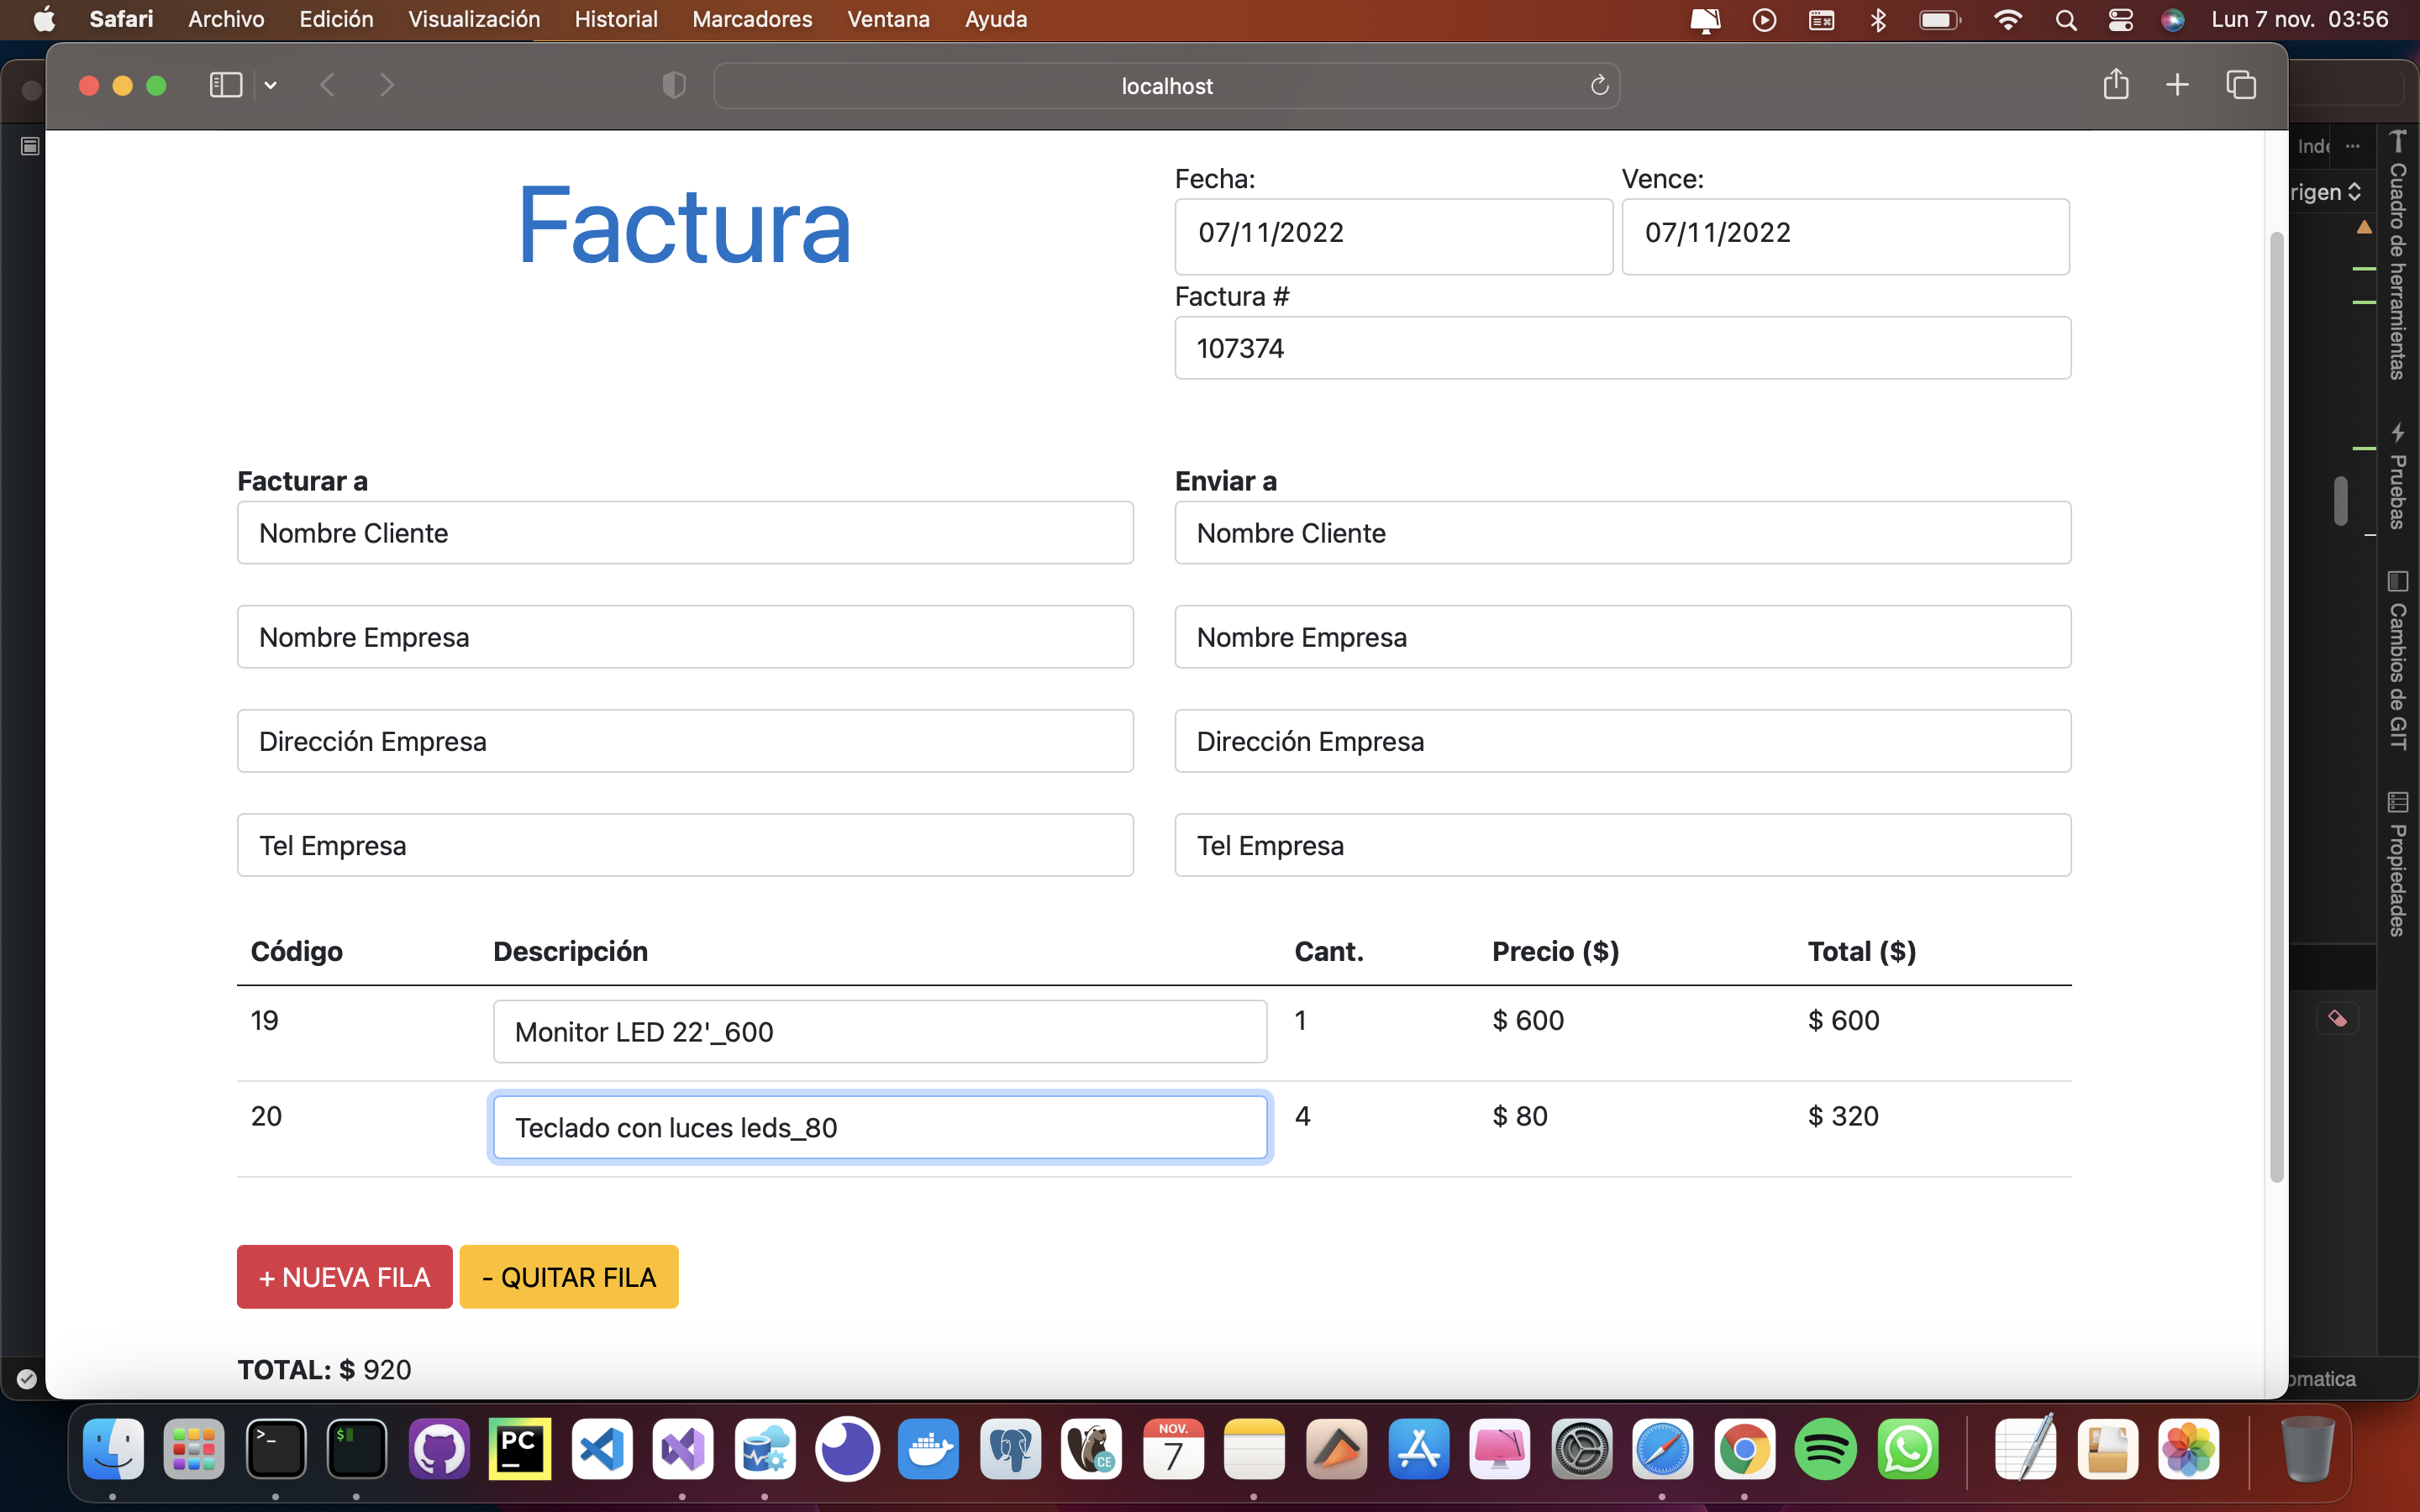 Safari Archivo Edición Visualización Historial Marcadores Ventana Ayuda Lun 7 nov. 03:56
localhost
Factura
Fecha: Vence:
07/11/2022 07/11/2022
Factura #
107374
Facturar a Enviar a
Nombre Cliente Nombre Cliente
Nombre Empresa Nombre Empresa
Dirección Empresa Dirección Empresa
Tel Empresa Tel Empresa
Código Descripción Cant. Precio ($) Total ($)
19 Monitor LED 22'_600 1 $ 600 $ 600
20 Teclado con luces leds_80 4 $ 80 $ 320
+ NUEVA FILA - QUITAR FILA
TOTAL: $ 920
Cuadro de herramientas
Pruebas
Cambios de GIT
Propiedades
PC
CE
NOV.
7